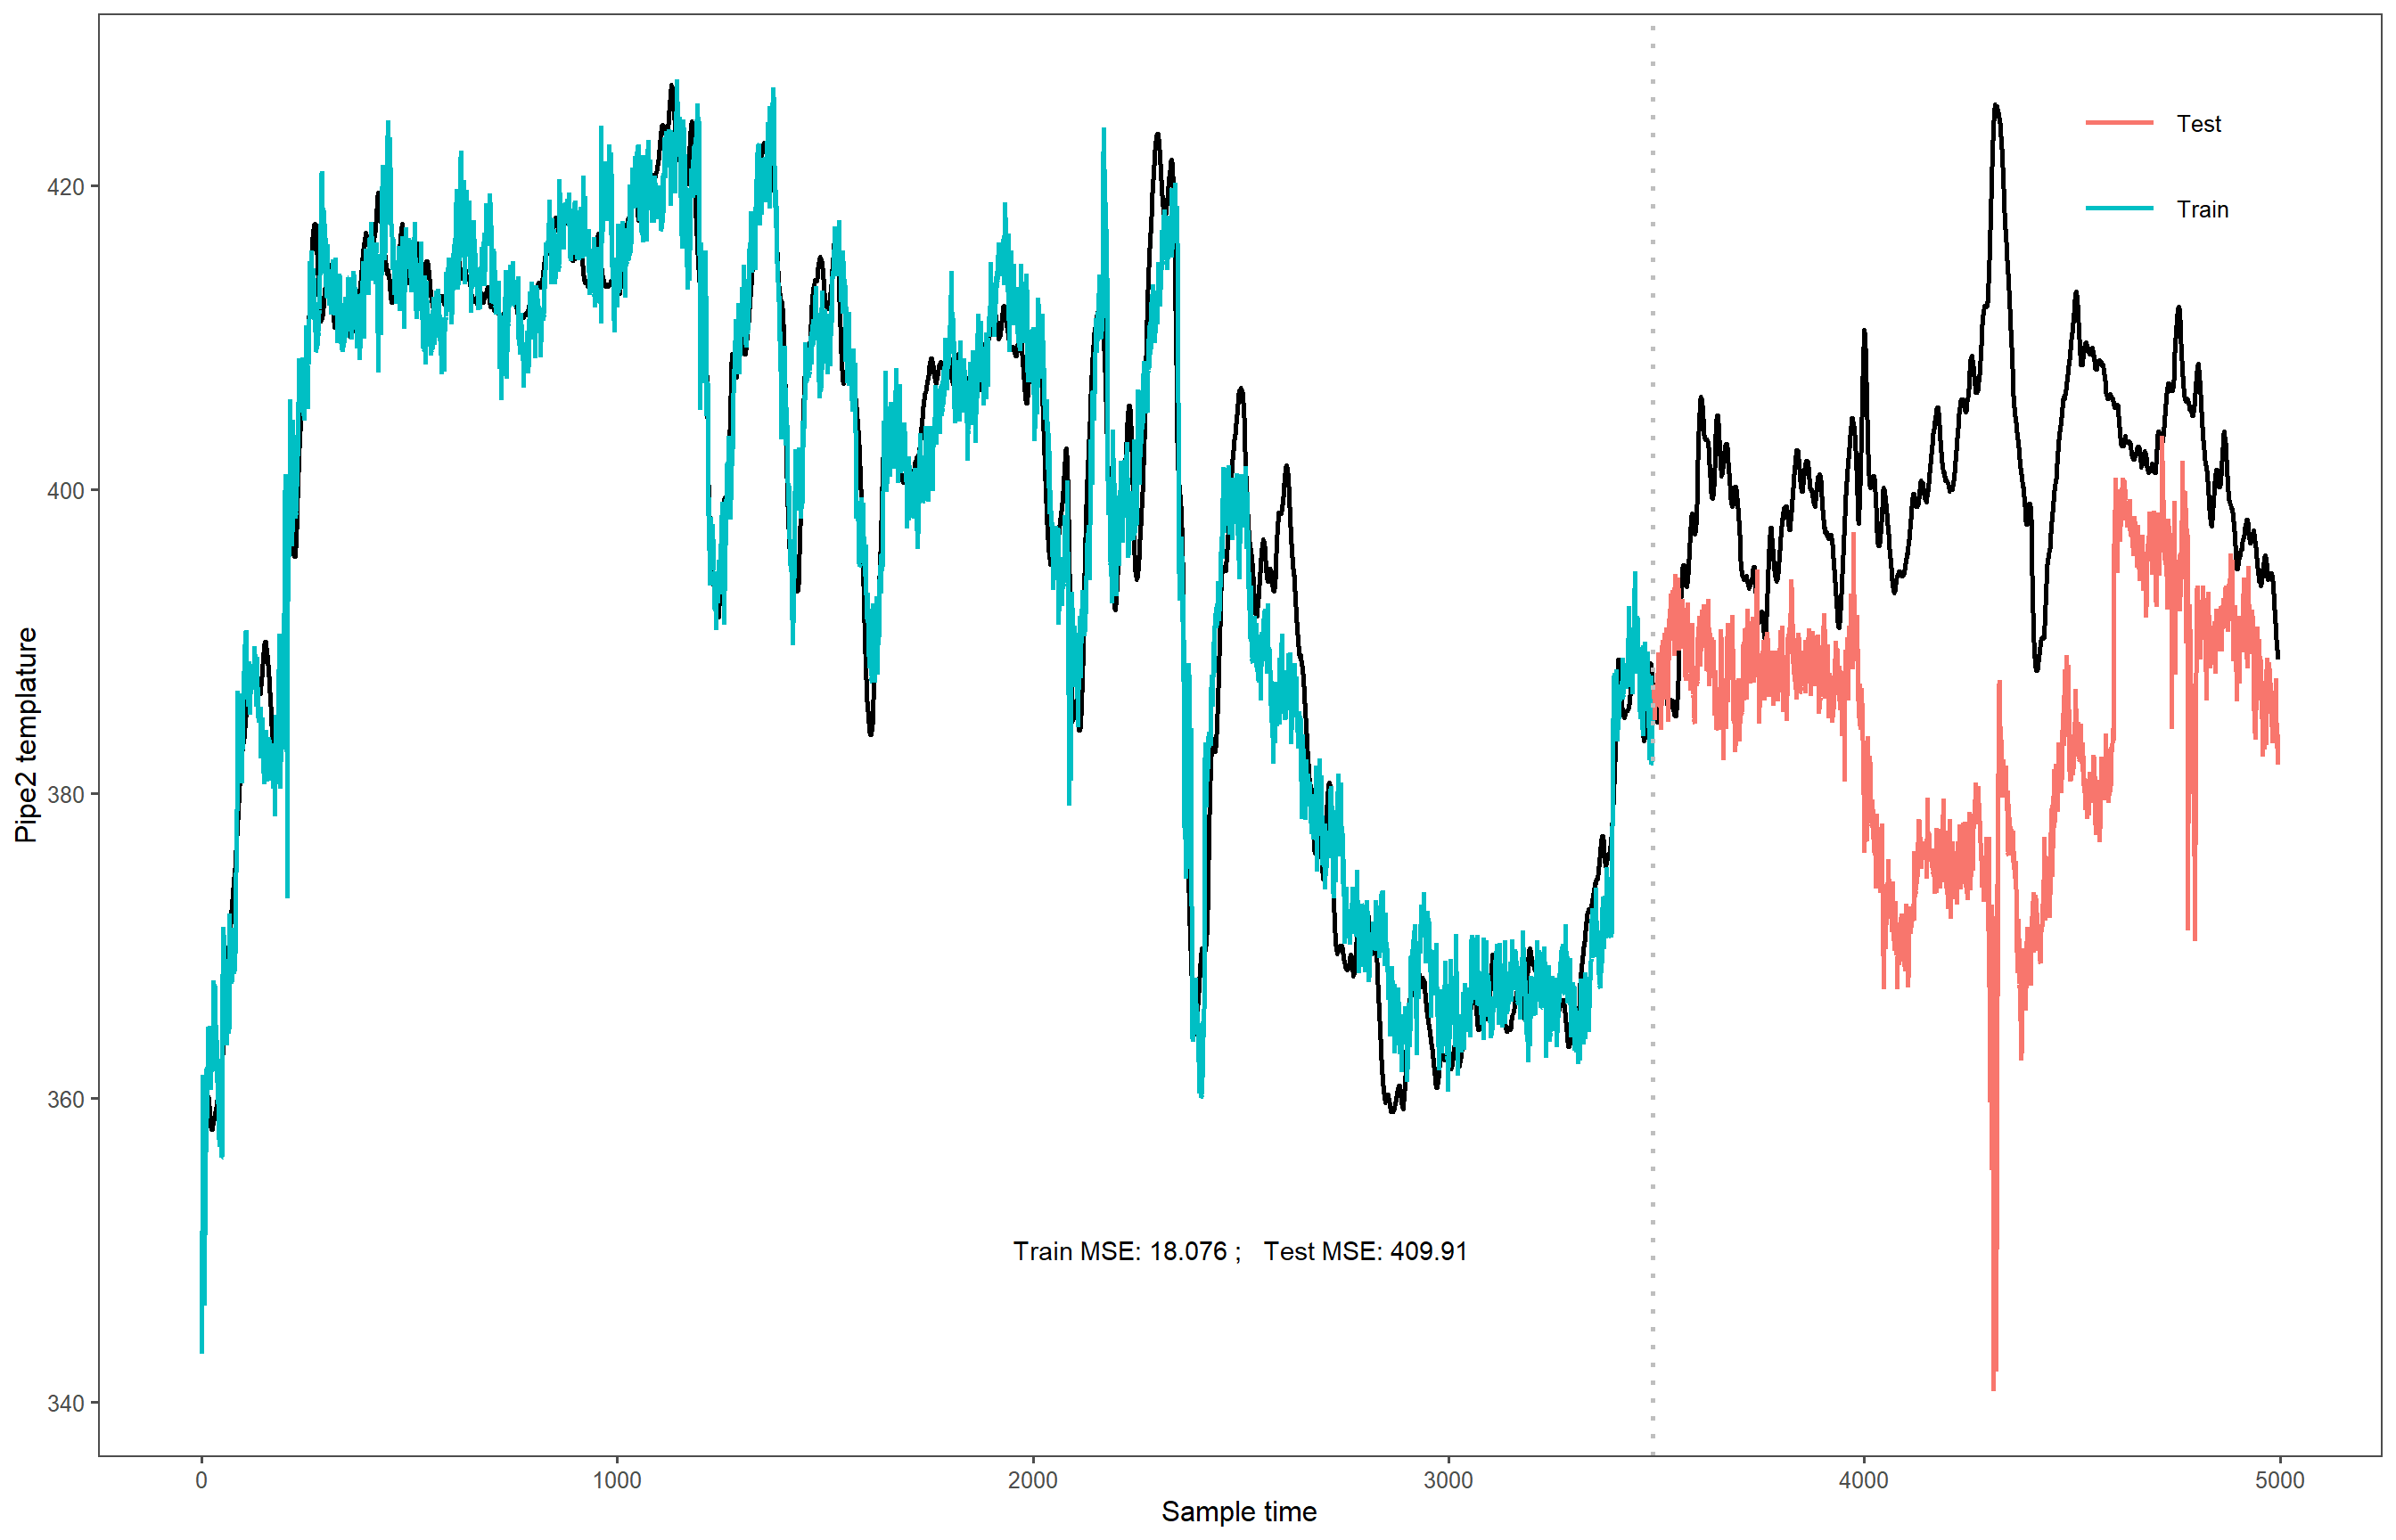 Test
Train
420
400
380
360
340
Pipe2 templature
Train MSE: 18.076 ;   Test MSE: 409.91
0 1000 2000 3000 4000 5000
Sample time